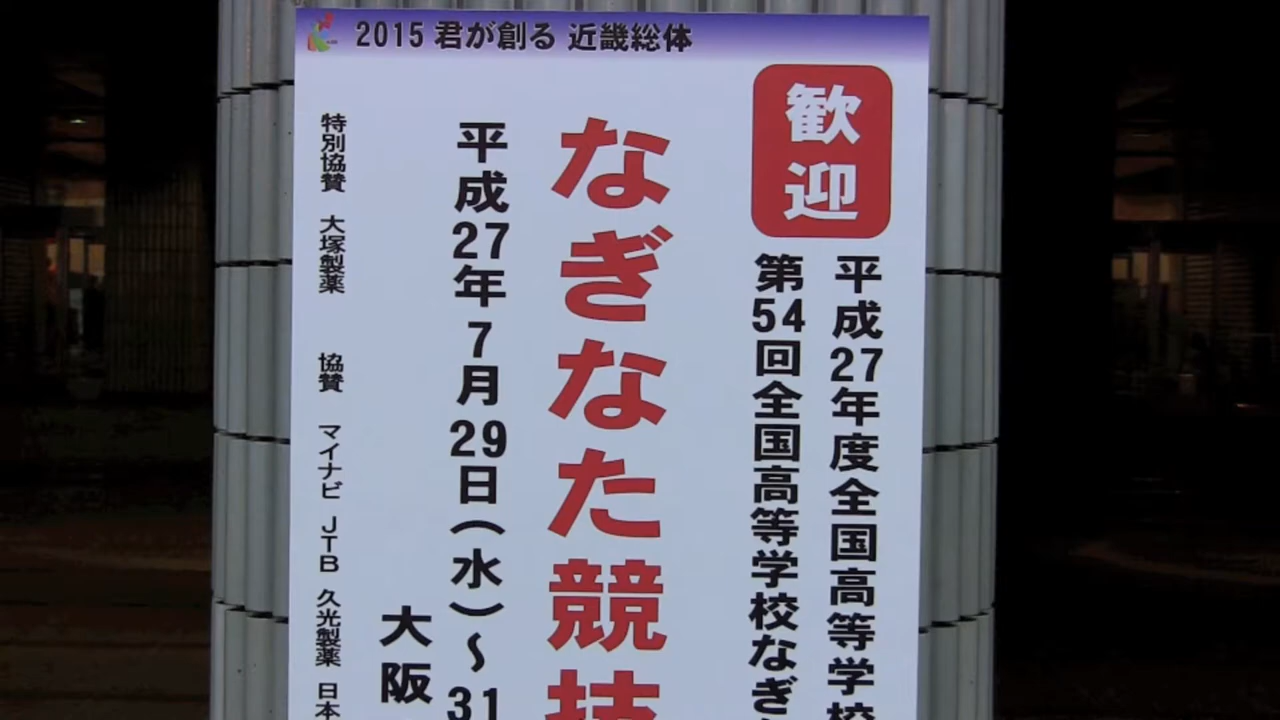 2015 君が創る 近畿総体
歓迎
平成27年度全国高等学校
第54回全国高等学校なぎ
なぎなた競技
平成27年7月29日(水)~31
大阪
特別協賛 大塚製薬 協賛 マイナビ JTB 久光製薬 日本